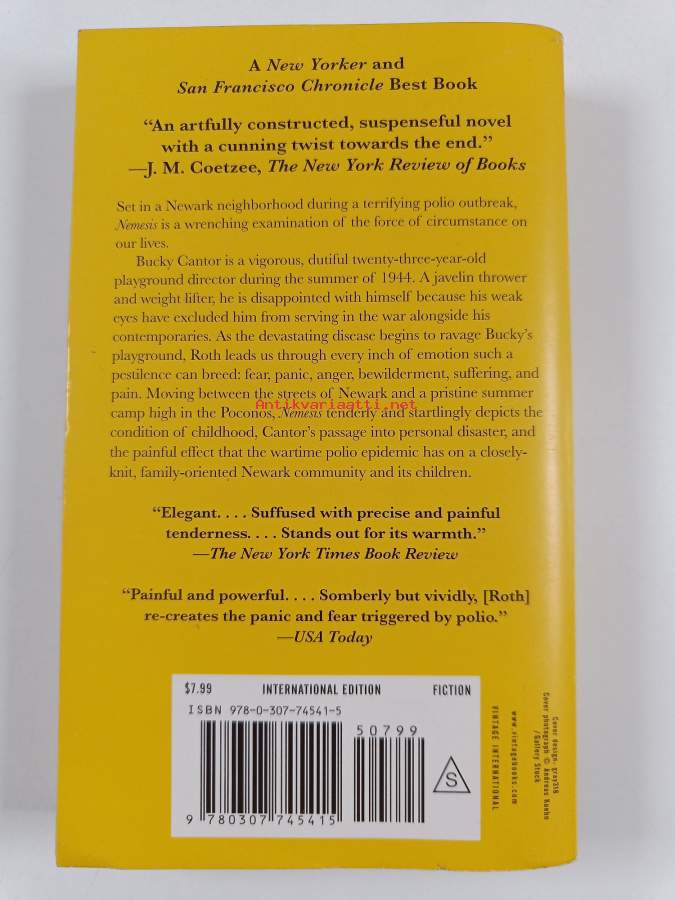 A New Yorker and
San Francisco Chronicle Best Book
“An artfully constructed, suspenseful novel
with a cunning twist towards the end.”
—J. M. Coetzee, The New York Review of Books
Set in a Newark neighborhood during a terrifying polio outbreak,
Nemesis is a wrenching examination of the force of circumstance on
our lives.
Bucky Cantor is a vigorous, dutiful twenty-three-year-old
playground director during the summer of 1944. A javelin thrower
and weight lifter, he is disappointed with himself because his weak
eyes have excluded him from serving in the war alongside his
contemporaries. As the devastating disease begins to ravage Bucky’s
playground, Roth leads us through every inch of emotion such a
pestilence can breed: fear, panic, anger, bewilderment, suffering, and
pain. Moving between the streets of Newark and a pristine summer
Antikvariaatti.net
camp high in the Poconos, Nemesis tenderly and startlingly depicts the
condition of childhood, Cantor’s passage into personal disaster, and
the painful effect that the wartime polio epidemic has on a closely-
knit, family-oriented Newark community and its children.
“Elegant. . . . Suffused with precise and painful
tenderness. . . . Stands out for its warmth.”
—The New York Times Book Review
“Painful and powerful. . . . Somberly but vividly, [Roth]
re-creates the panic and fear triggered by polio.”
—USA Today
$7.99 INTERNATIONAL EDITION FICTION
ISBN 978-0-307-74541-5
50799
9 780307 745415
S
VINTAGE INTERNATIONAL
www.vintagebooks.com
Cover design: gray318
Cover photograph © Andreas Kuehn
/Gallery Stock